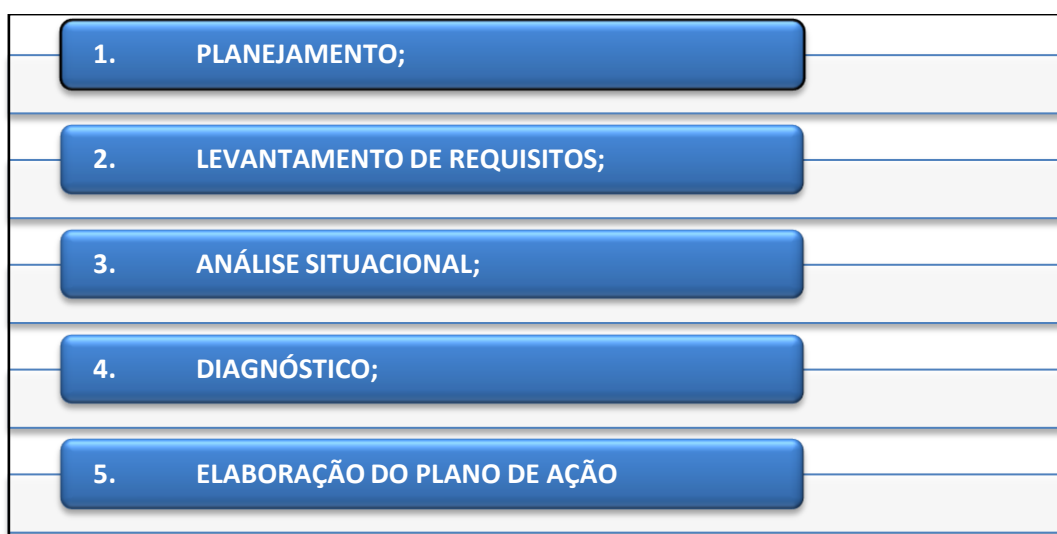 1. PLANEJAMENTO;
2. LEVANTAMENTO DE REQUISITOS;
3. ANÁLISE SITUACIONAL;
4. DIAGNÓSTICO;
5. ELABORAÇÃO DO PLANO DE AÇÃO